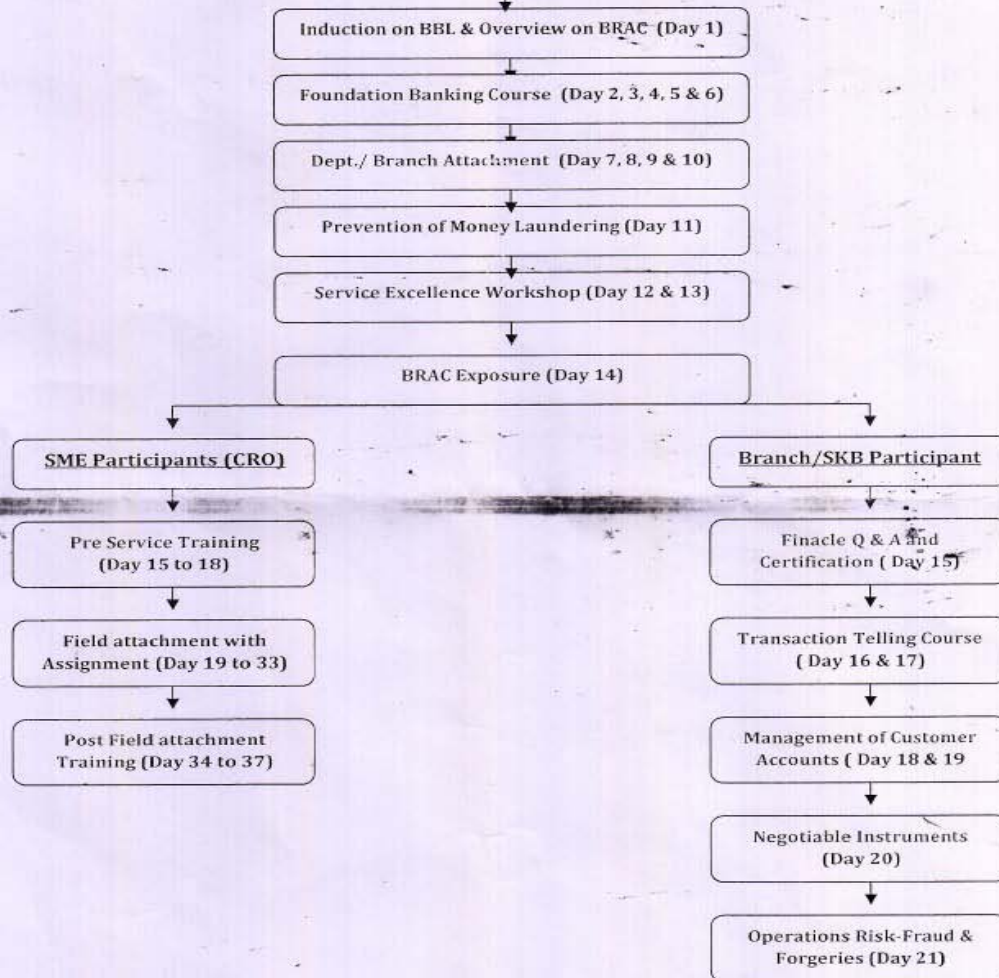 Induction on BBL & Overview on BRAC (Day 1)
Foundation Banking Course (Day 2, 3, 4, 5 & 6)
Dept./ Branch Attachment (Day 7, 8, 9 & 10)
Prevention of Money Laundering (Day 11)
Service Excellence Workshop (Day 12 & 13)
BRAC Exposure (Day 14)
SME Participants (CRO)
Pre Service Training
(Day 15 to 18)
Field attachment with
Assignment (Day 19 to 33)
Post Field attachment
Training (Day 34 to 37)
Branch/SKB Participant
Finacle Q & A and
Certification ( Day 15)
Transaction Telling Course
( Day 16 & 17)
Management of Customer
Accounts ( Day 18 & 19
Negotiable Instruments
(Day 20)
Operations Risk-Fraud &
Forgeries (Day 21)